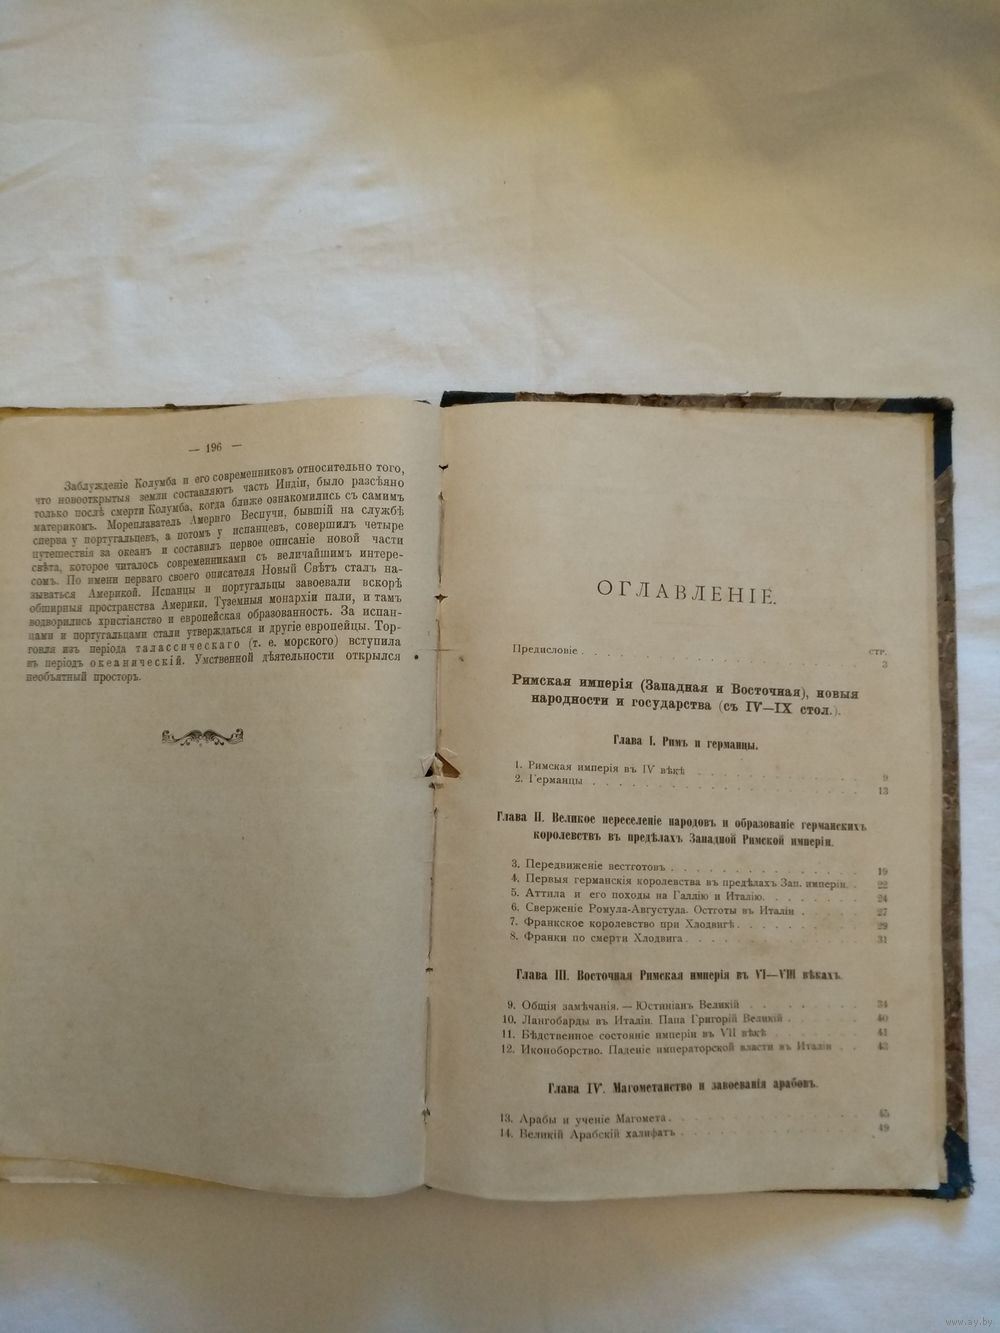 — 196 —
Заблужденіе Колумба и его современниковъ относительно того,
что новооткрытыя земли составляютъ часть Индіи, было разсѣяно
только послѣ смерти Колумба, когда ближе ознакомились съ самимъ
материкомъ. Мореплаватель Америго Веспучи, бывшій на службѣ
сперва у португальцевъ, а потомъ у испанцевъ, совершилъ четыре
путешествія за океанъ и составилъ первое описаніе новой части
свѣта, которое читалось современниками съ величайшимъ интере-
сомъ. По имени перваго своего описателя Новый Свѣтъ сталъ на-
зываться Америкой. Испанцы и португальцы завоевали вскорѣ
обширныя пространства Америки. Туземныя монархіи пали, и тамъ
водворились христіанство и европейская образованность. За испан-
цами и португальцами стали утверждаться и другіе европейцы. Тор-
говля изъ періода талассическаго (т. е. морского) вступила
въ періодъ океаническій. Умственной дѣятельности открылся
необъятный просторъ.
ОГЛАВЛЕНІЕ.
СТР.
Предисловіе . . . . . . . . . . 3
Римская имперія (Западная и Восточная), новыя
народности и государства (съ IV—IX стол.).
Глава I. Римъ и германцы.
1. Римская имперія въ IV вѣкѣ . . . . . . . . 9
2. Германцы . . . . . . . . . . 13
Глава II. Великое переселеніе народовъ и образованіе германскихъ
королевствъ въ предѣлахъ Западной Римской имперіи.
3. Передвиженіе вестготовъ . . . . . . . . 19
4. Первыя германскія королевства въ предѣлахъ Зап. имперіи. . 22
5. Аттила и его походы на Галлію и Италію. . . . . . 24
6. Сверженіе Ромула-Августула. Остготы въ Италіи . . . . 27
7. Франкское королевство при Хлодвигѣ . . . . . . 29
8. Франки по смерти Хлодвига . . . . . . . 31
Глава III. Восточная Римская имперія въ VI—VIII вѣкахъ.
9. Общія замѣчанія. — Юстиніанъ Великій . . . . . . 34
10. Лангобарды въ Италіи. Папа Григорій Великій . . . . 40
11. Бѣдственное состояніе имперіи въ VII вѣкѣ . . . . . 41
12. Иконоборство. Паденіе императорской власти въ Италіи . . 43
Глава IV. Магометанство и завоеванія арабовъ.
13. Арабы и ученіе Магомета . . . . . . . . 45
14. Великій Арабскій халифатъ . . . . . . . . 49
www.ay.by